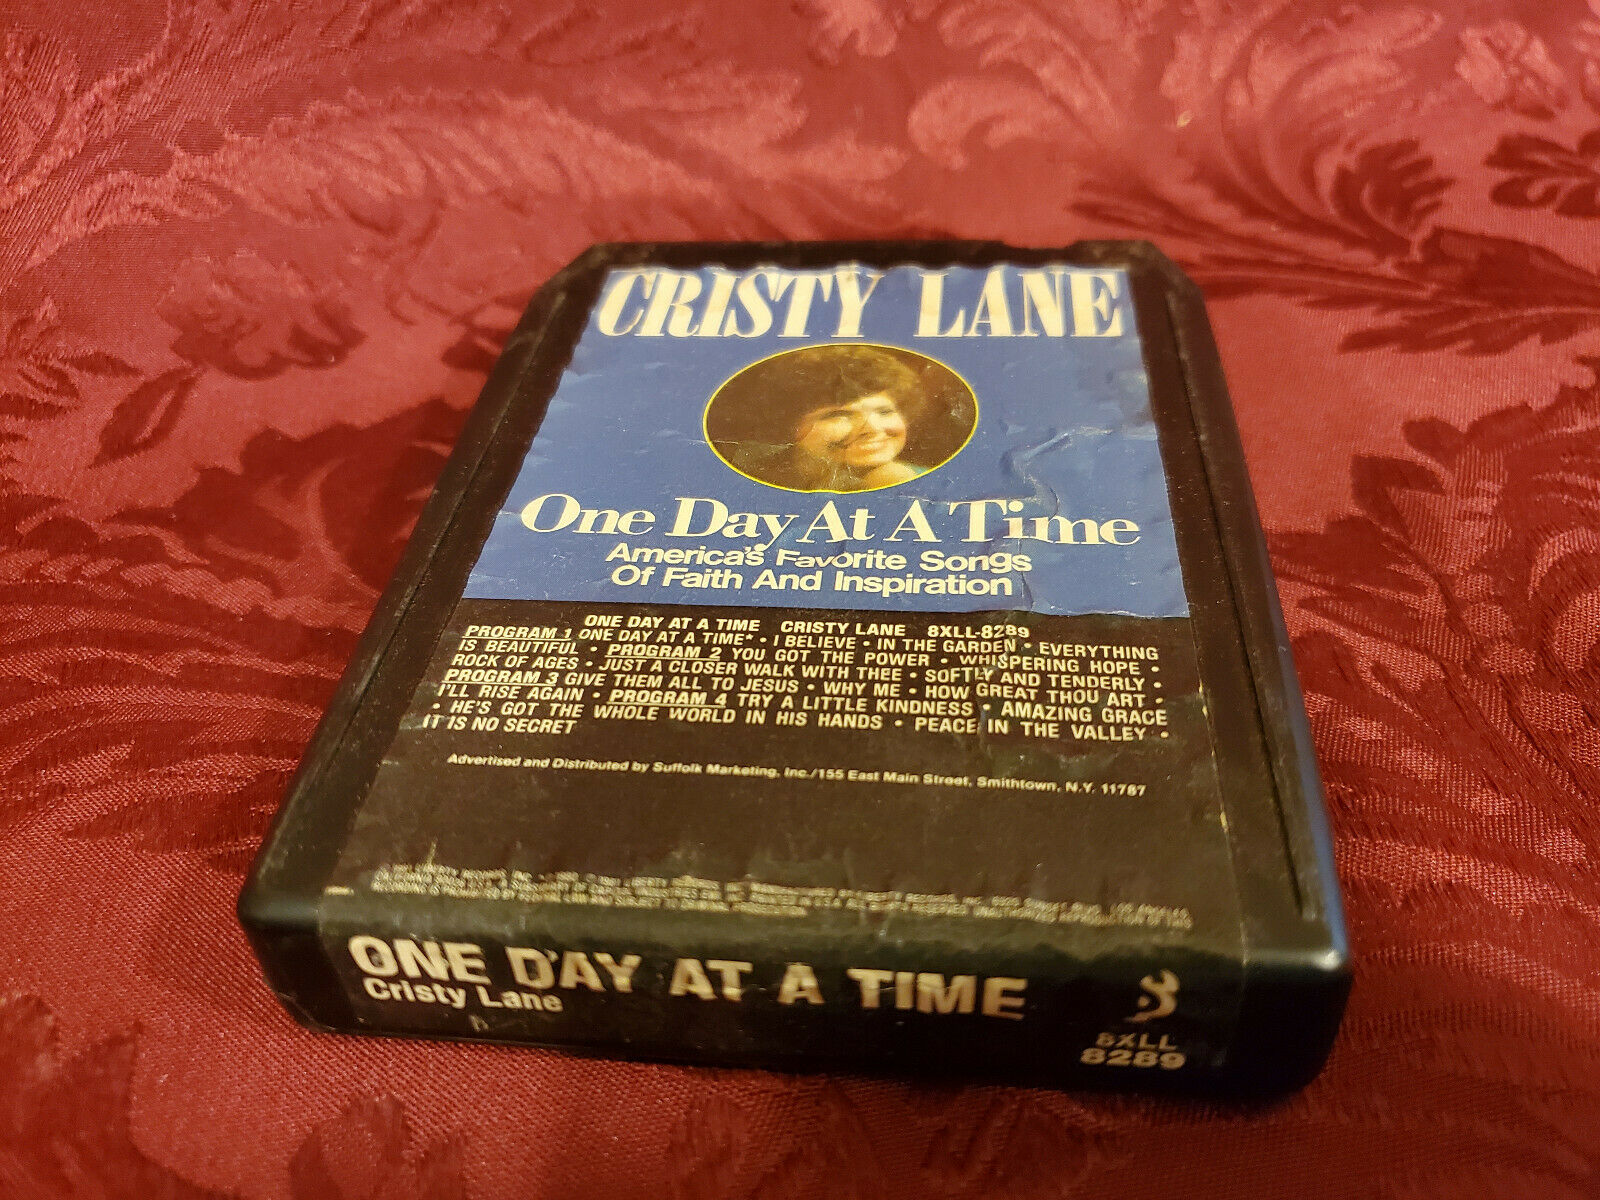 CRISTY LANE
One Day At A Time
America's Favorite Songs
Of Faith And Inspiration
ONE DAY AT A TIME CRISTY LANE 8XLL-8289
PROGRAM 1 ONE DAY AT A TIME* • I BELIEVE • IN THE GARDEN • EVERYTHING
IS BEAUTIFUL • PROGRAM 2 YOU GOT THE POWER • WHISPERING HOPE •
ROCK OF AGES • JUST A CLOSER WALK WITH THEE • SOFTLY AND TENDERLY •
PROGRAM 3 GIVE THEM ALL TO JESUS • WHY ME • HOW GREAT THOU ART •
I'LL RISE AGAIN • PROGRAM 4 TRY A LITTLE KINDNESS • AMAZING GRACE
• HE'S GOT THE WHOLE WORLD IN HIS HANDS • PEACE IN THE VALLEY •
IT IS NO SECRET
Advertised and Distributed by Suffolk Marketing, Inc./155 East Main Street, Smithtown, N.Y. 11787
ONE DAY AT A TIME
Cristy Lane
8XLL
8289